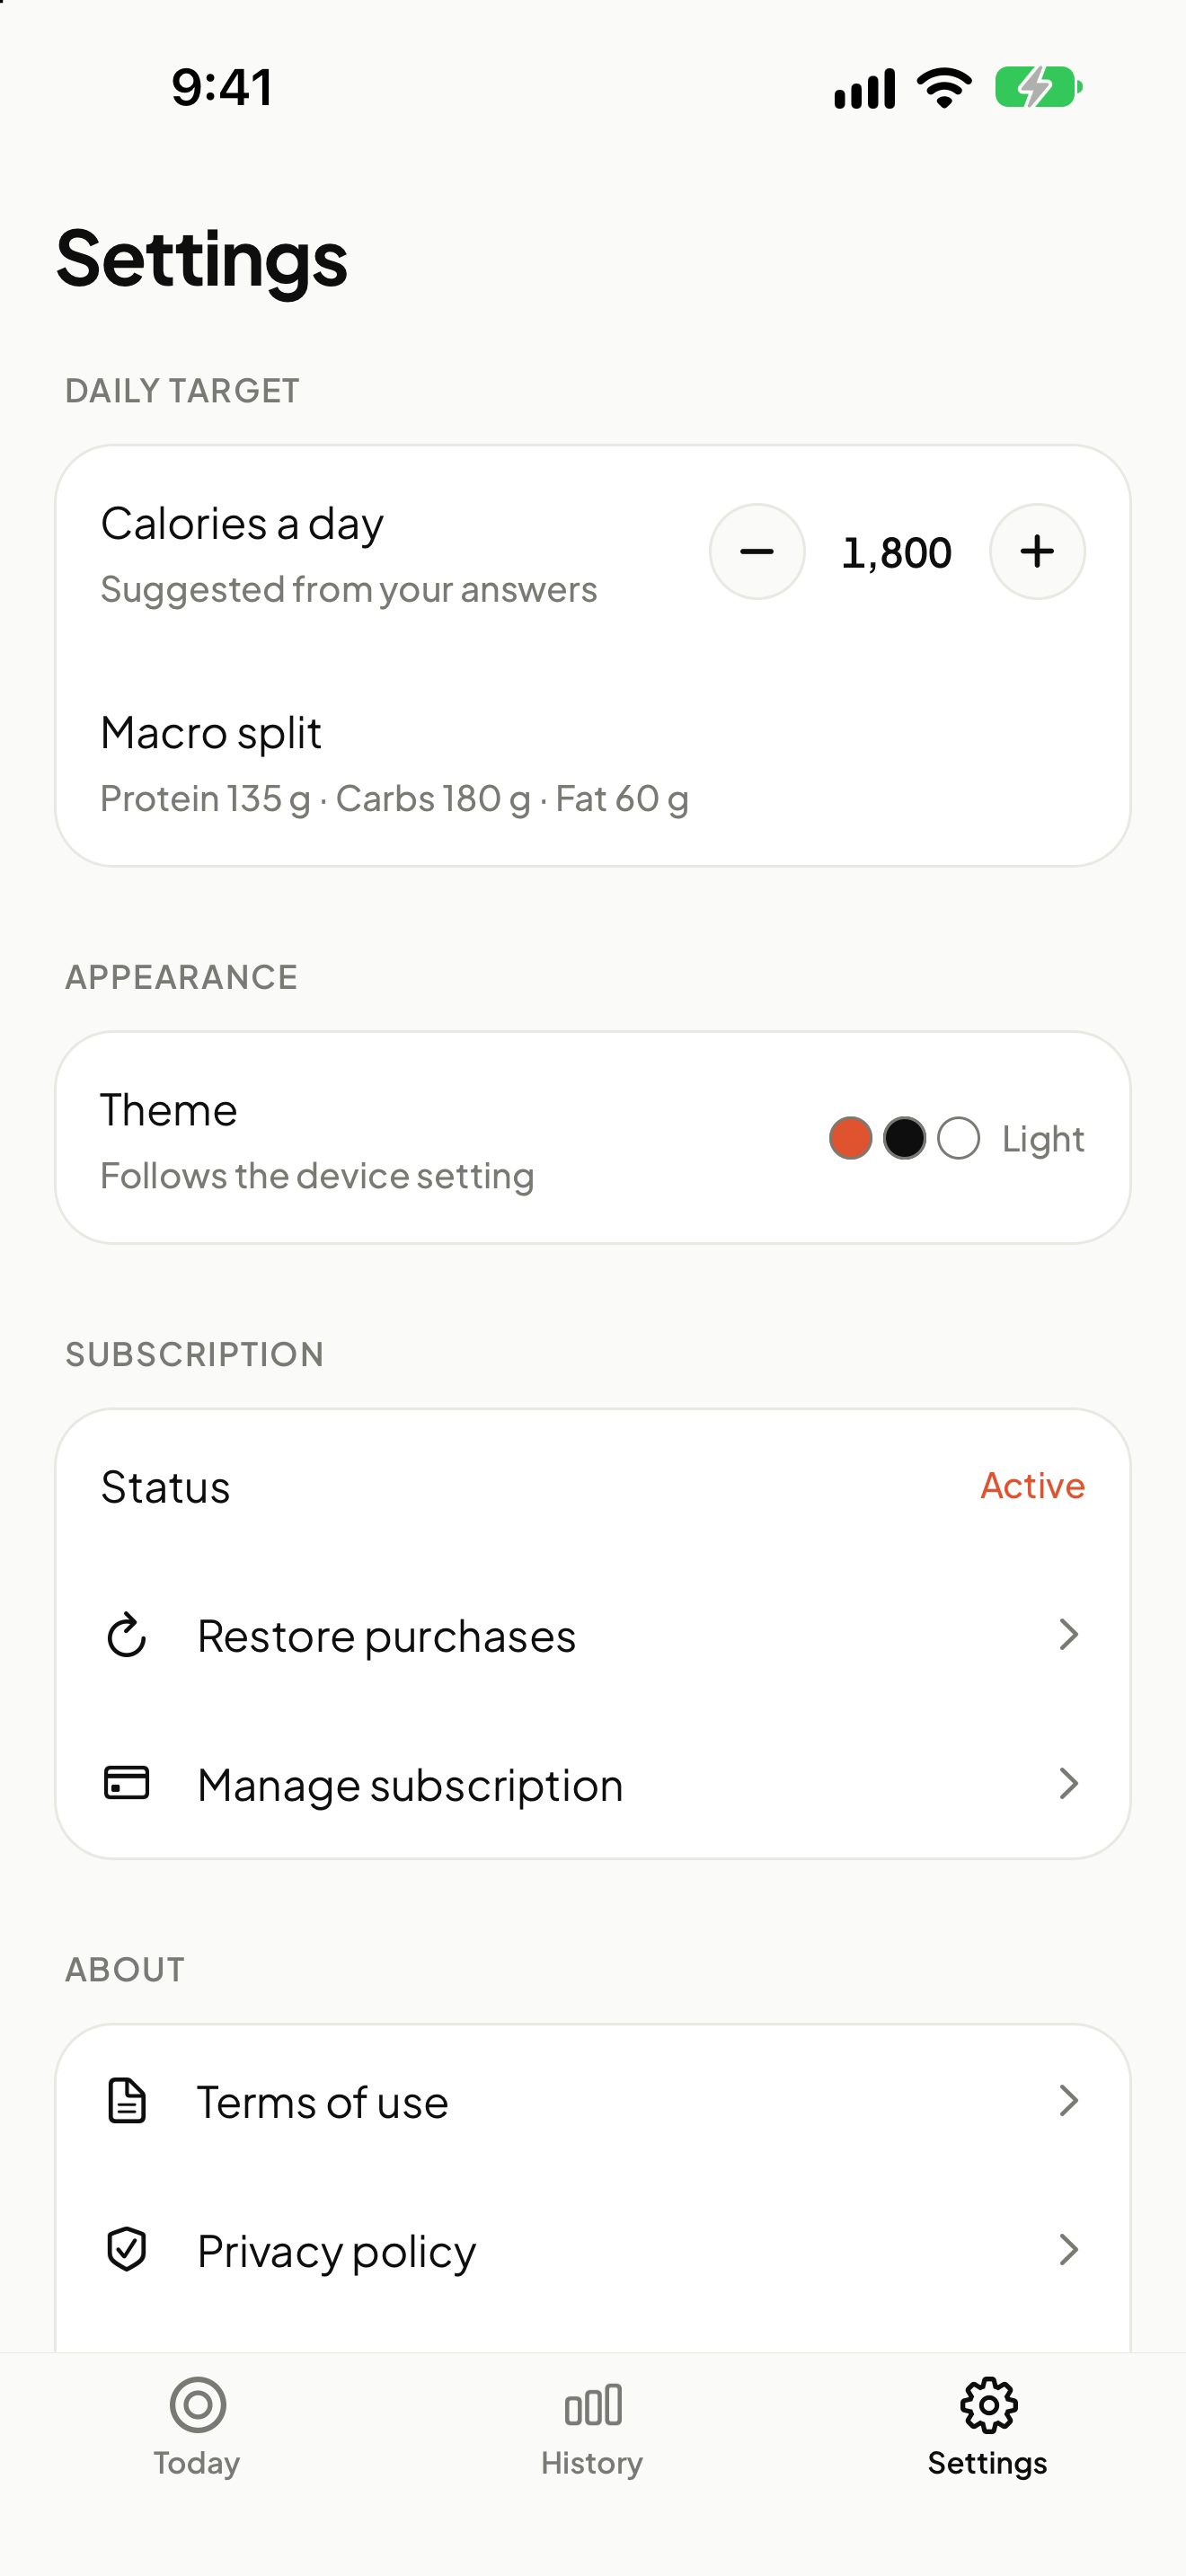 9:41
Settings
DAILY TARGET
Calories a day
Suggested from your answers
1,800
Macro split
Protein 135 g · Carbs 180 g · Fat 60 g
APPEARANCE
Theme
Follows the device setting
Light
SUBSCRIPTION
Status
Active
Restore purchases
Manage subscription
ABOUT
Terms of use
Privacy policy
Today
History
Settings